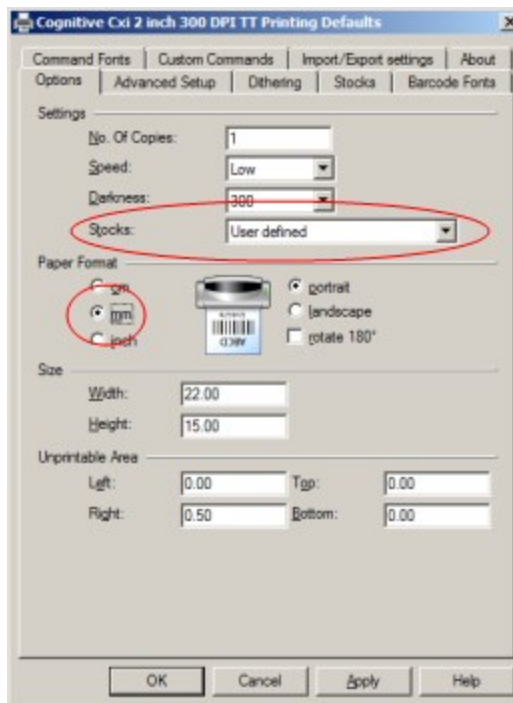 Cognitive Cxi 2 inch 300 DPI TT Printing Defaults
Command Fonts Custom Commands Import/Export settings About
Options Advanced Setup Dithering Stocks Barcode Fonts
Settings
No. Of Copies: 1
Speed: Low
Darkness: 300
Stocks: User defined
Paper Format
cm portrait
mm landscape
inch rotate 180°
ABCD
Size
Width: 22.00
Height: 15.00
Unprintable Area
Left: 0.00 Top: 0.00
Right: 0.50 Bottom: 0.00
OK Cancel Apply Help